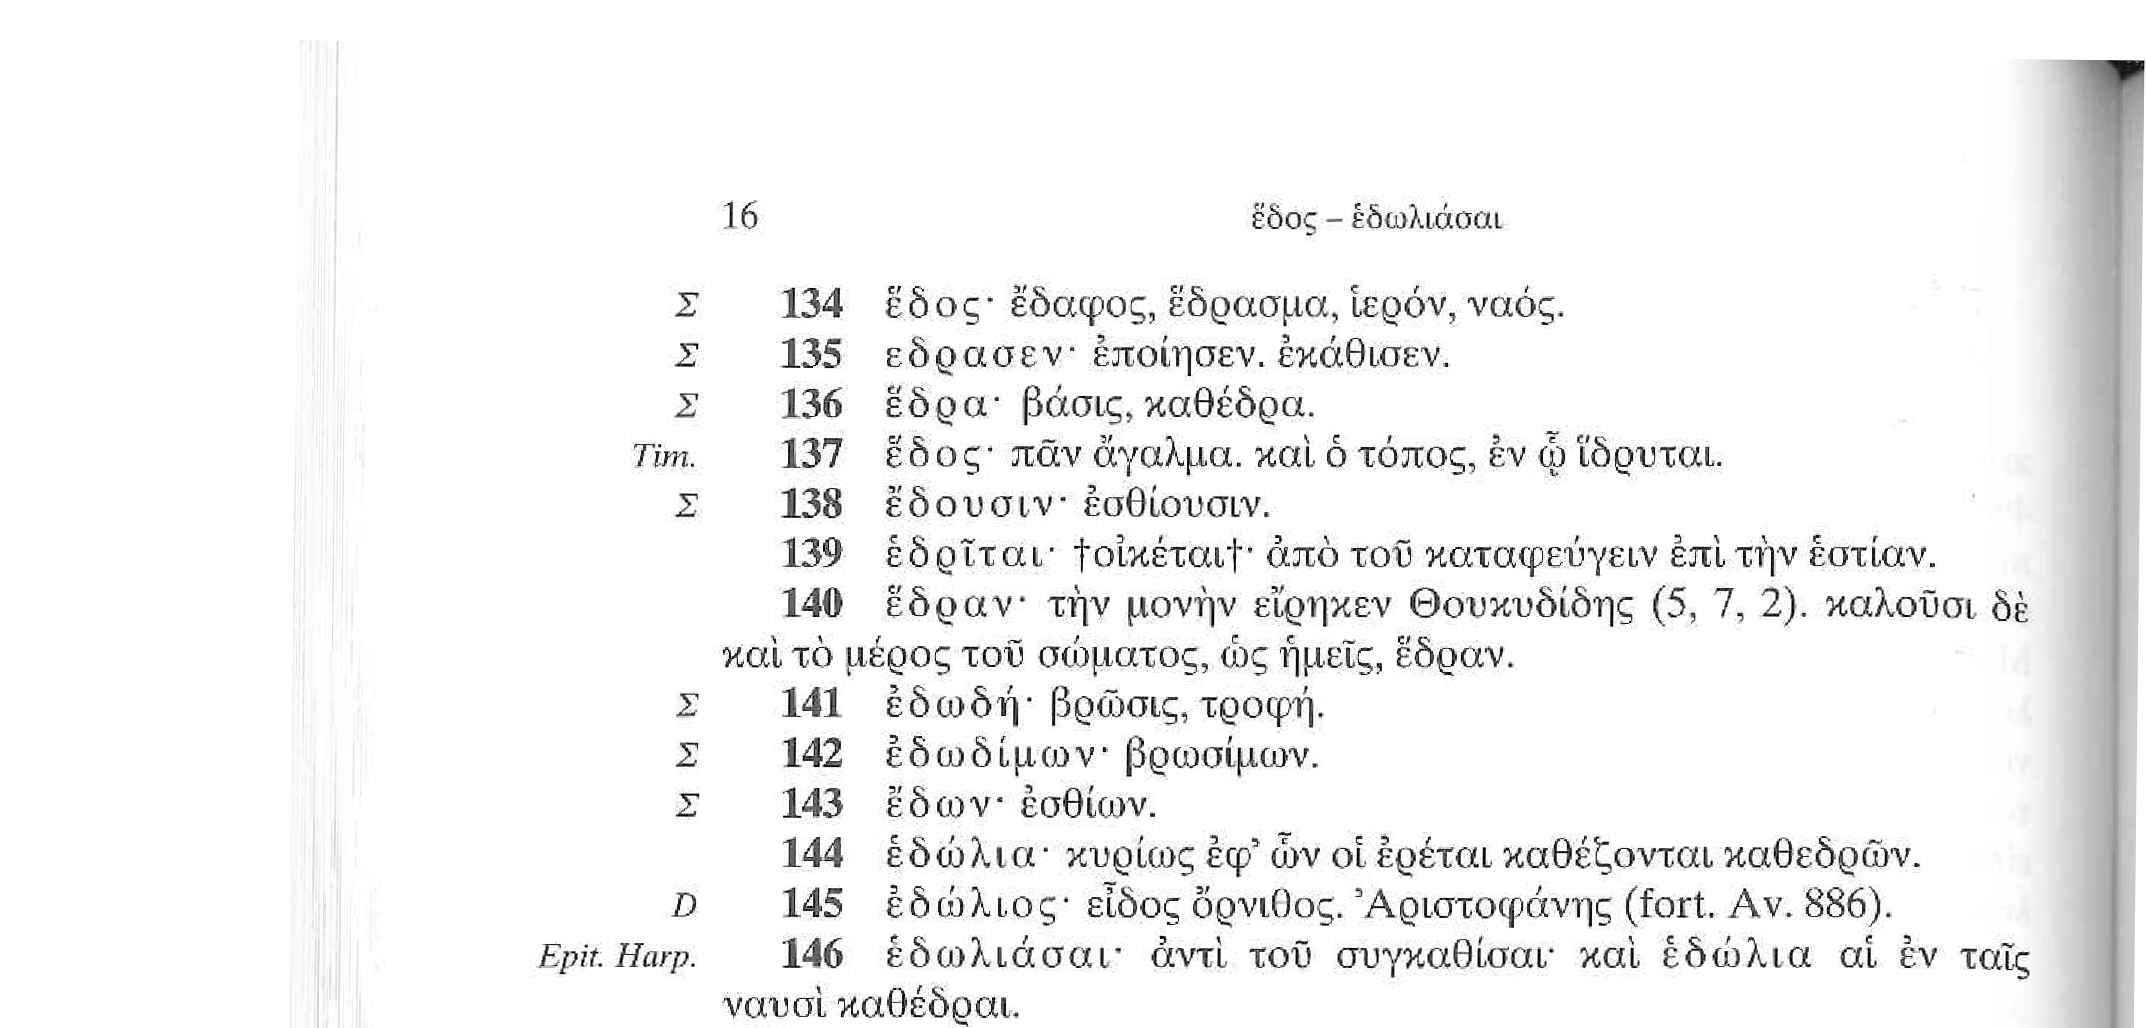 16 ἕδος – ἑδωλιάσαι
Σ 134 ἕδος· ἔδαφος, ἕδρασμα, ἱερόν, ναός.
Σ 135 εδρασεν· ἐποίησεν. ἐκάθισεν.
Σ 136 ἕδρα· βάσις, καθέδρα.
Tim. 137 ἕδος· πᾶν ἄγαλμα. καὶ ὁ τόπος, ἐν ᾧ ἵδρυται.
Σ 138 ἔδουσιν· ἐσθίουσιν.
139 ἑδρῖται· †οἰκέται†· ἀπὸ τοῦ καταφεύγειν ἐπὶ τὴν ἑστίαν.
140 ἕδραν· τὴν μονὴν εἴρηκεν Θουκυδίδης (5, 7, 2). καλοῦσι δὲ
καὶ τὸ μέρος τοῦ σώματος, ὡς ἡμεῖς, ἕδραν.
Σ 141 ἐδωδή· βρῶσις, τροφή.
Σ 142 ἐδωδίμων· βρωσίμων.
Σ 143 ἔδων· ἐσθίων.
144 ἑδώλια· κυρίως ἐφ’ ὧν οἱ ἐρέται καθέζονται καθεδρῶν.
D 145 ἐδώλιος· εἶδος ὄρνιθος. Ἀριστοφάνης (fort. Av. 886).
Epit. Harp. 146 ἑδωλιάσαι· ἀντὶ τοῦ συγκαθίσαι· καὶ ἑδώλια αἱ ἐν ταῖς
ναυσὶ καθέδραι.